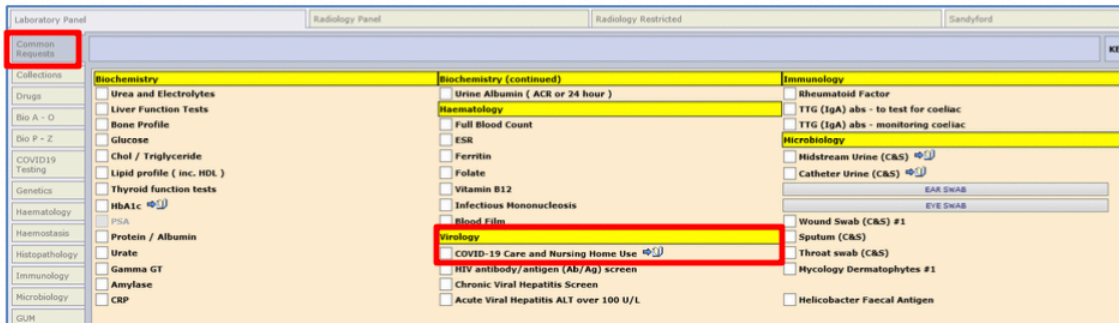 Laboratory Panel
Radiology Panel
Radiology Restricted
Sandyford
Common
Requests
Collections
Drugs
Bio A - O
Bio P - Z
COVID19
Testing
Genetics
Haematology
Haemostasis
Histopathology
Immunology
Microbiology
GUM
KE
Biochemistry
Urea and Electrolytes
Liver Function Tests
Bone Profile
Glucose
Chol / Triglyceride
Lipid profile ( inc. HDL )
Thyroid function tests
HbA1c
PSA
Protein / Albumin
Urate
Gamma GT
Amylase
CRP
Biochemistry (continued)
Urine Albumin ( ACR or 24 hour )
Haematology
Full Blood Count
ESR
Ferritin
Folate
Vitamin B12
Infectious Mononucleosis
Blood Film
Virology
COVID-19 Care and Nursing Home Use
HIV antibody/antigen (Ab/Ag) screen
Chronic Viral Hepatitis Screen
Acute Viral Hepatitis ALT over 100 U/L
Immunology
Rheumatoid Factor
TTG (IgA) abs - to test for coeliac
TTG (IgA) abs - monitoring coeliac
Microbiology
Midstream Urine (C&S)
Catheter Urine (C&S)
EAR SWAB
EYE SWAB
Wound Swab (C&S) #1
Sputum (C&S)
Throat swab (C&S)
Mycology Dermatophytes #1
Helicobacter Faecal Antigen